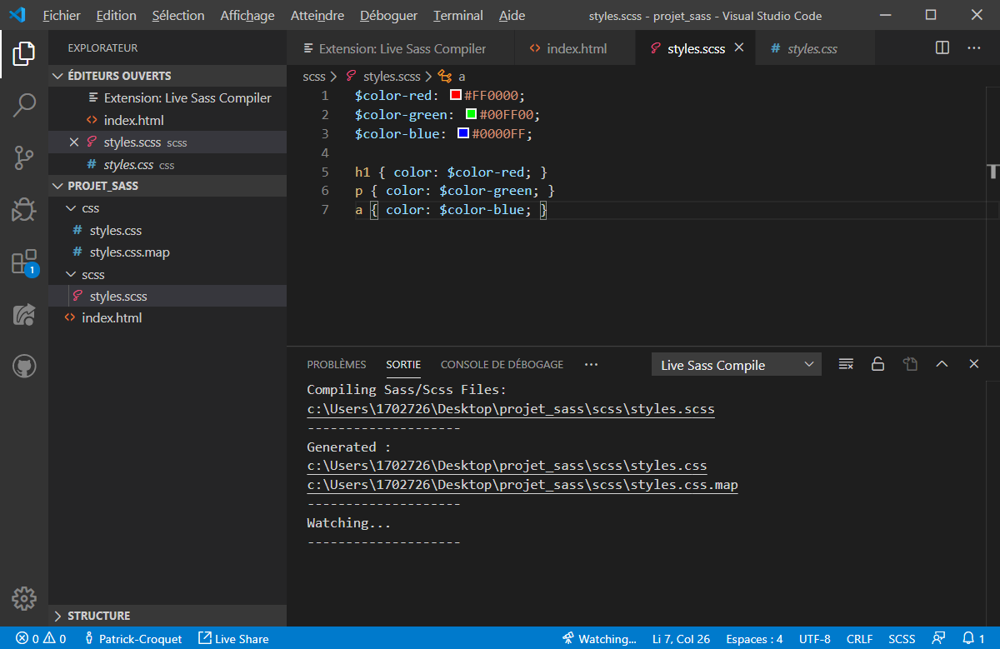 Fichier Edition Sélection Affichage Atteindre Déboguer Terminal Aide styles.scss - projet_sass - Visual Studio Code
EXPLORATEUR
ÉDITEURS OUVERTS
Extension: Live Sass Compiler
index.html
styles.scss scss
styles.css css
PROJET_SASS
css
styles.css
styles.css.map
scss
styles.scss
index.html
STRUCTURE
1
Extension: Live Sass Compiler index.html styles.scss styles.css
scss > styles.scss > a
1 $color-red: #FF0000;
2 $color-green: #00FF00;
3 $color-blue: #0000FF;
4
5 h1 { color: $color-red; }
6 p { color: $color-green; }
7 a { color: $color-blue; }
T
PROBLÈMES SORTIE CONSOLE DE DÉBOGAGE ... Live Sass Compile
Compiling Sass/Scss Files:
c:\Users\1702726\Desktop\projet_sass\scss\styles.scss
--------------------
Generated :
c:\Users\1702726\Desktop\projet_sass\scss\styles.css
c:\Users\1702726\Desktop\projet_sass\scss\styles.css.map
--------------------
Watching...
--------------------
0 0 Patrick-Croquet Live Share Watching... Li 7, Col 26 Espaces : 4 UTF-8 CRLF SCSS 1